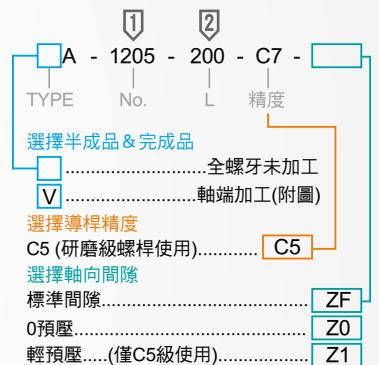 1 2
A - 1205 - 200 - C7 -
TYPE No. L 精度
選擇半成品&完成品
...........................全螺牙未加工
V .........................軸端加工(附圖)
選擇導桿精度
C5 (研磨級螺桿使用)............ C5
選擇軸向間隙
標準間隙....................................... ZF
0預壓............................................ Z0
輕預壓.....(僅C5級使用)................. Z1